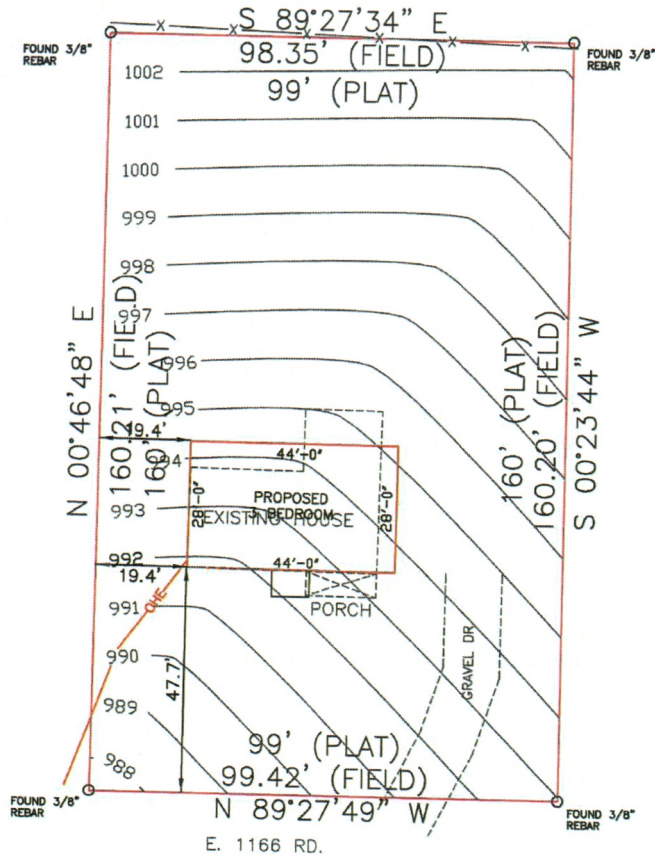 S 89°27'34" E
98.35' (FIELD)
99' (PLAT)
FOUND 3/8"
REBAR
FOUND 3/8"
REBAR
1002
1001
1000
999
998
997
996
995
994
993
992
991
990
989
988
N 00°46'48" E
160.21' (FIELD)
160' (PLAT)
160' (PLAT)
160.20' (FIELD)
S 00°23'44" W
19.4'
44'-0"
28'-0"
PROPOSED
BEDROOM
EXISTING HOUSE
28'-0"
44'-0"
19.4'
PORCH
OHE
47.7'
GRAVEL DR
99' (PLAT)
99.42' (FIELD)
N 89°27'49" W
FOUND 3/8"
REBAR
FOUND 3/8"
REBAR
E. 1166 RD.